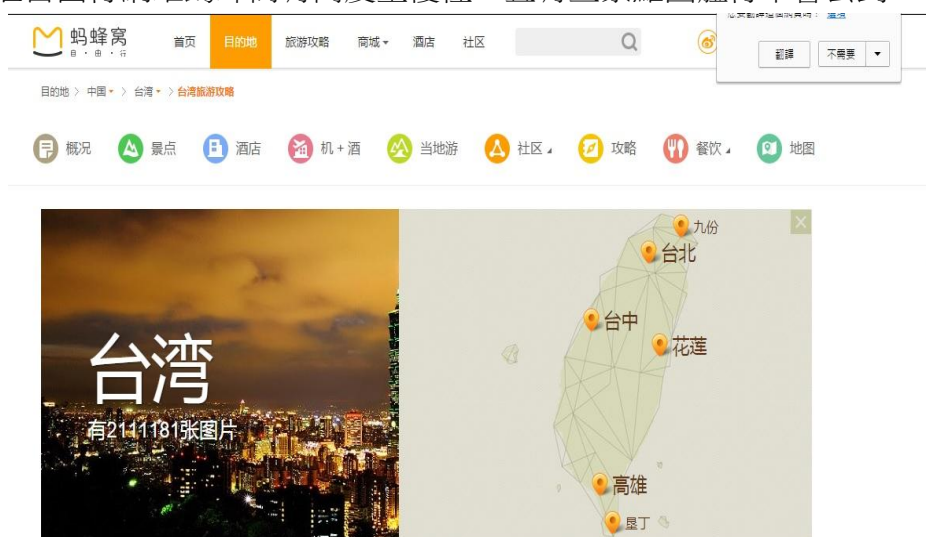 蚂蜂窝 首页 目的地 旅游攻略 商城 酒店 社区
自·由·行
翻譯 不需要
目的地 > 中国 > 台湾 > 台湾旅游攻略
概况 景点 酒店 机+酒 当地游 社区 攻略 餐饮 地图
九份
台北
台中
花莲
台湾
有2111181张图片
高雄
垦丁